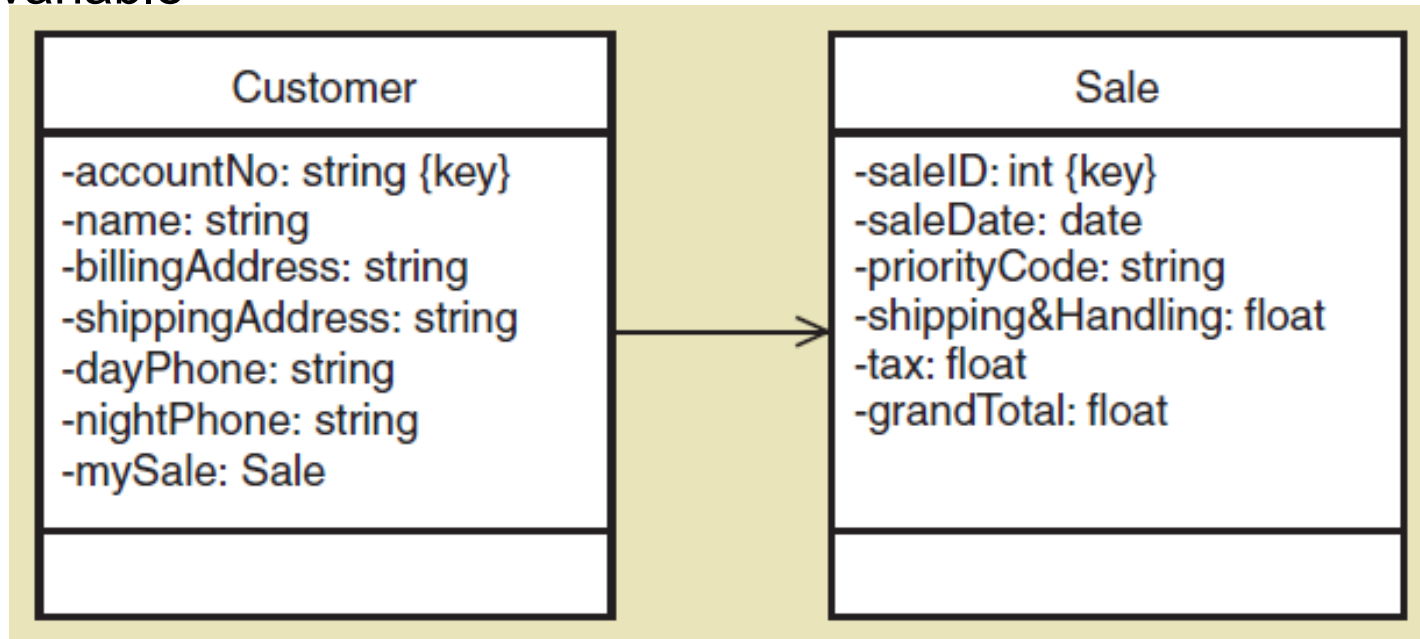 variable
Customer
-accountNo: string {key}
-name: string
-billingAddress: string
-shippingAddress: string
-dayPhone: string
-nightPhone: string
-mySale: Sale
Sale
-saleID: int {key}
-saleDate: date
-priorityCode: string
-shipping&Handling: float
-tax: float
-grandTotal: float